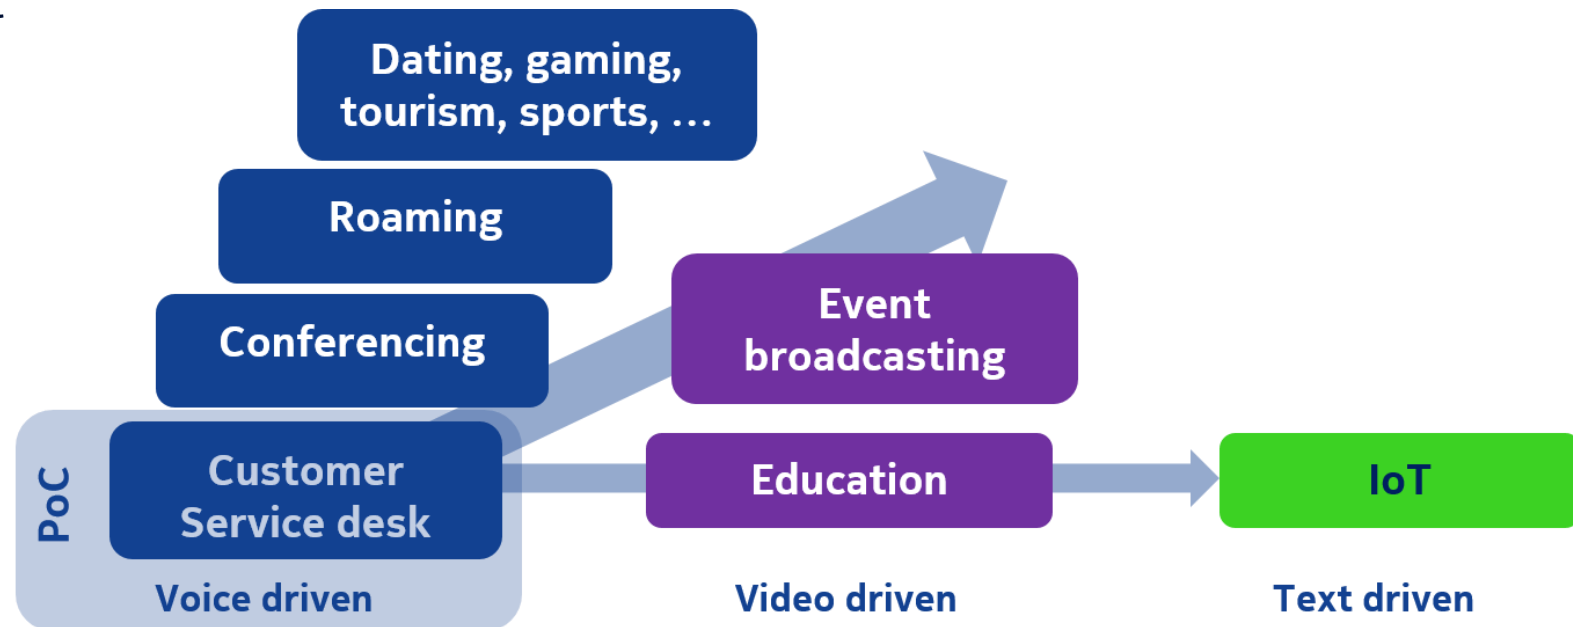 Dating, gaming,
tourism, sports, ...
Roaming
Conferencing
Event
broadcasting
PoC
Customer
Service desk
Education
IoT
Voice driven
Video driven
Text driven